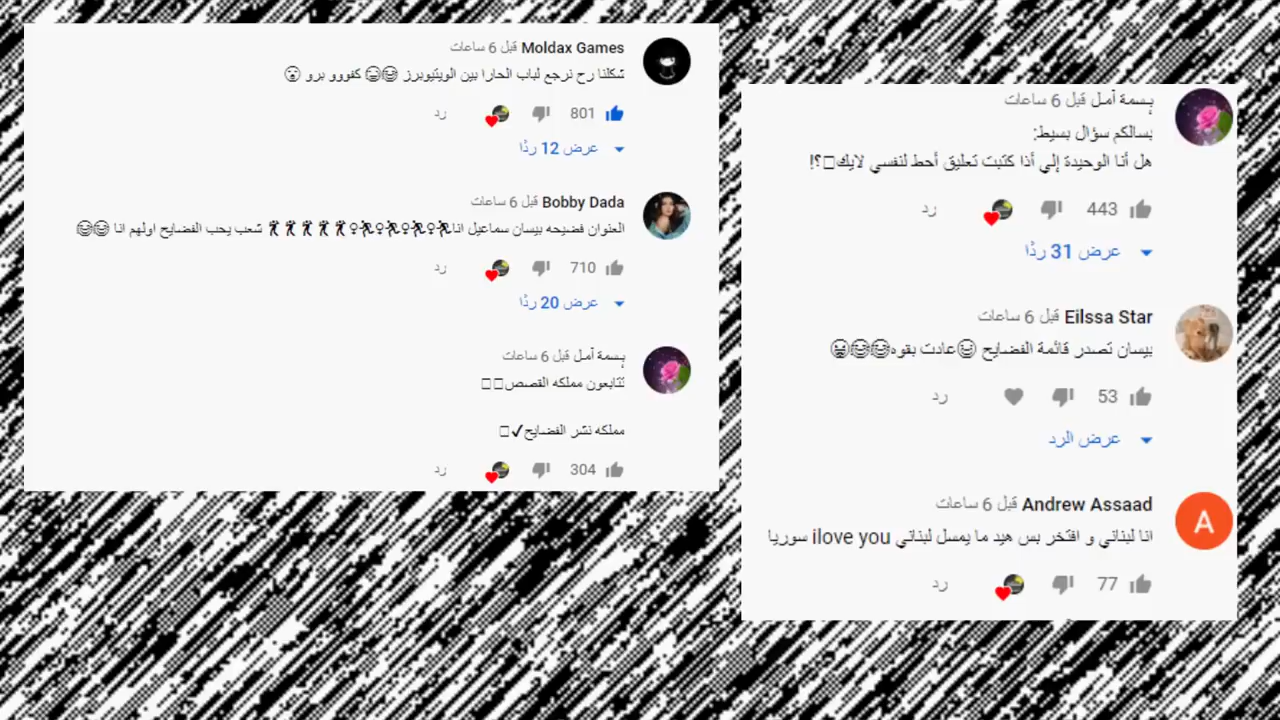 Moldax Games قبل 6 ساعات
شكلنا رح نرجع لباب الحارا بين الويتيوبرز 😂😂 كفووو برو 😮
801 رد
عرض 12 ردًا
Bobby Dada قبل 6 ساعات
العنوان فضيحه بيسان سماعيل انا🏃♀🏃♀🏃♀🏃♀🕺🕺🕺🕺🕺 شعب يحب الفضايح اولهم انا 😂😂
710 رد
عرض 20 ردًا
بِسمة أمل قبل 6 ساعات
تتابعون مملكه القصص
مملكه نشر الفضايح✔
304 رد
بِسمة أمل قبل 6 ساعات
بسالكم سؤال بسيط:
هل أنا الوحيدة إلي أذا كتبت تعليق أحط لنفسي لايك؟!
443 رد
عرض 31 ردًا
Eilssa Star قبل 6 ساعات
بيسان تصدر قائمة الفضايح 😂عادت بقوه😂😂😁
53 رد
عرض الرد
A
Andrew Assaad قبل 6 ساعات
انا لبناني و افتخر بس هيد ما يمسل لبناني ilove you سوريا
77 رد